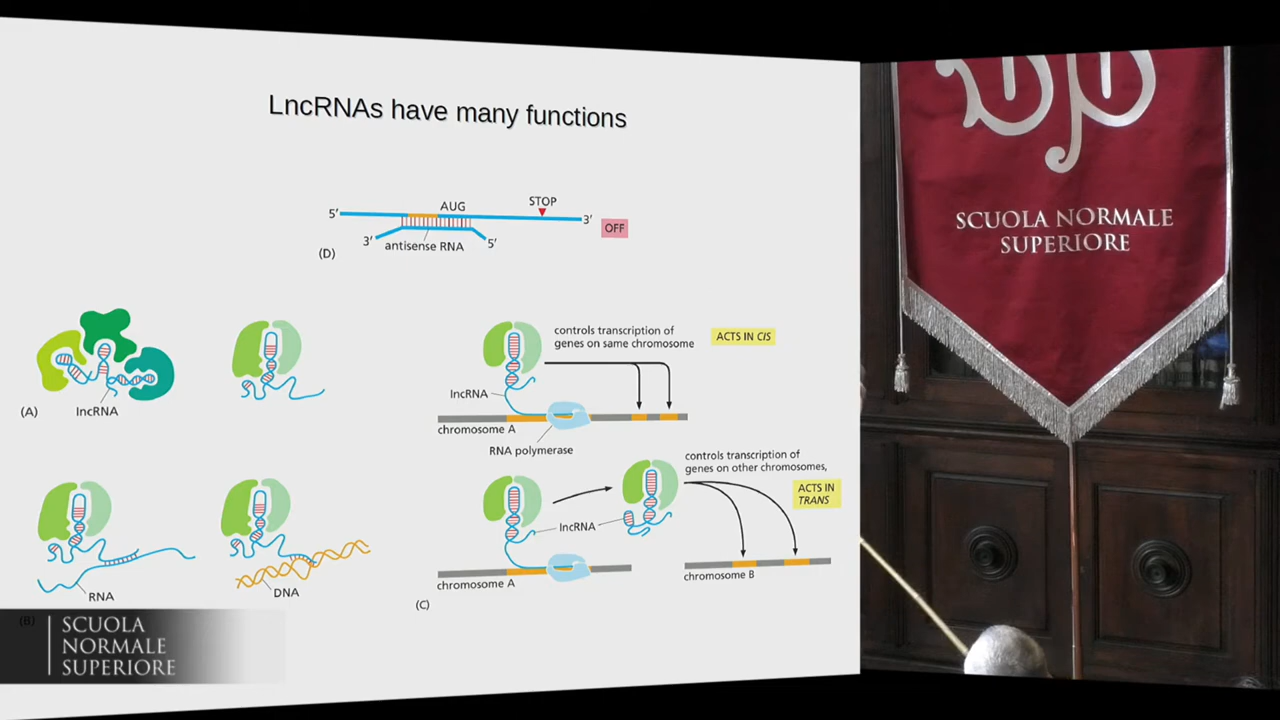 LncRNAs have many functions
5′
AUG
STOP
3′
OFF
3′
antisense RNA
5′
(D)
(A)
lncRNA
controls transcription of
genes on same chromosome
ACTS IN CIS
lncRNA
chromosome A
RNA polymerase
controls transcription of
genes on other chromosomes,
ACTS IN
TRANS
lncRNA
chromosome A
chromosome B
(C)
RNA
DNA
(B)
SCUOLA
NORMALE
SUPERIORE
SCUOLA NORMALE
SUPERIORE